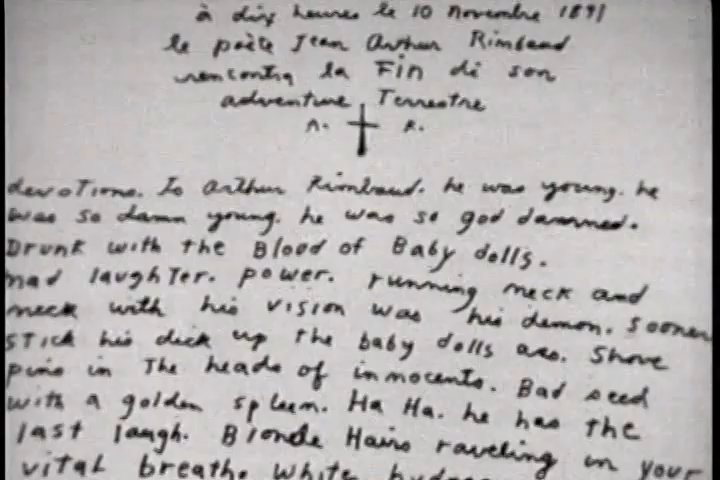 à dix heures le 10 novembre 1891
le poète Jean Arthur Rimbaud
rencontra la Fin de son
adventure Terrestre
A. R.
devotions. To Arthur Rimbaud. he was young. he
was so damn young. he was so god damned.
Drunk with the Blood of Baby dolls.
mad laughter. power. running neck and
neck with his vision was his demon. Sooner
stick his dick up the baby dolls ass. Shove
pins in The heads of innocents. Bad seed
with a golden spleen. Ha Ha. he has the
last laugh. Blonde Hairs raveling in your
vital breath. White